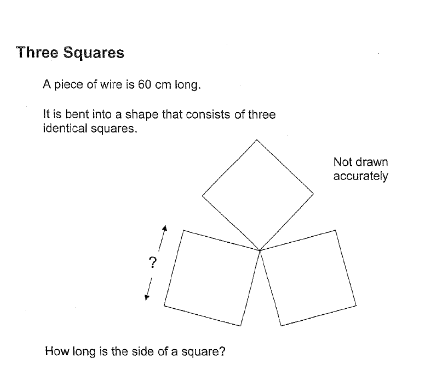 Three Squares
A piece of wire is 60 cm long.
It is bent into a shape that consists of three
identical squares.
Not drawn
accurately
?
How long is the side of a square?